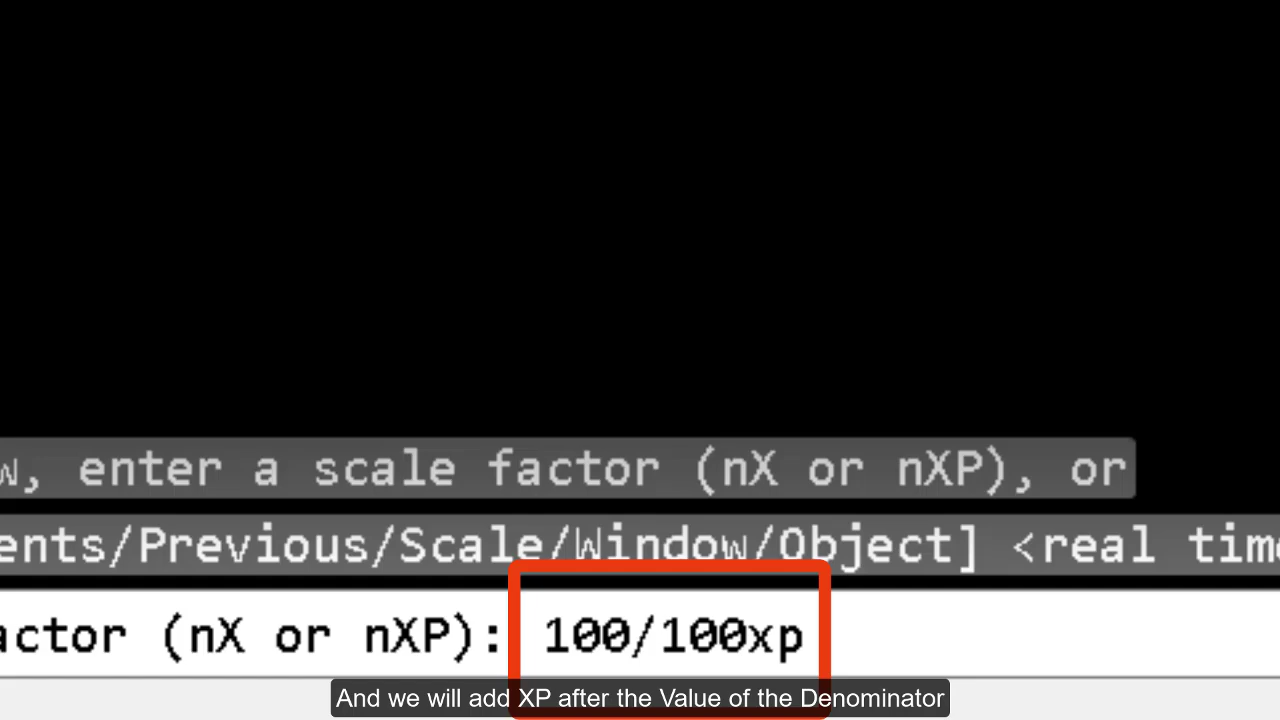 w, enter a scale factor (nX or nXP), or
ents/Previous/Scale/Window/Object] <real time
actor (nX or nXP): 100/100xp
And we will add XP after the Value of the Denominator